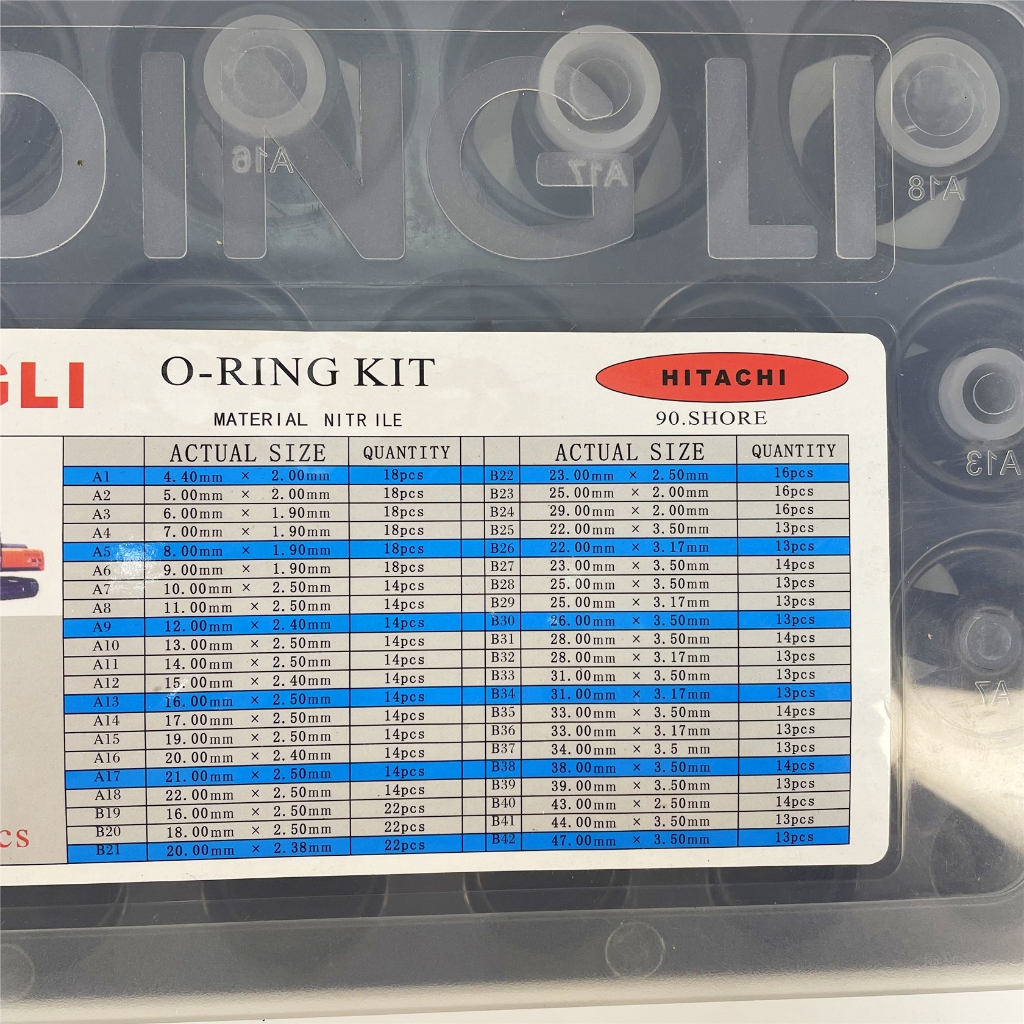 DINGLI
A16
A17
A18
GLI
O-RING KIT
HITACHI
MATERIAL NITRILE
90.SHORE
A13
A7
ACTUAL SIZE QUANTITY ACTUAL SIZE QUANTITY
A1 4.40mm × 2.00mm 18pcs B22 23.00mm × 2.50mm 16pcs
A2 5.00mm × 2.00mm 18pcs B23 25.00mm × 2.00mm 16pcs
A3 6.00mm × 1.90mm 18pcs B24 29.00mm × 2.00mm 16pcs
A4 7.00mm × 1.90mm 18pcs B25 22.00mm × 3.50mm 13pcs
A5 8.00mm × 1.90mm 18pcs B26 22.00mm × 3.17mm 13pcs
A6 9.00mm × 1.90mm 18pcs B27 23.00mm × 3.50mm 14pcs
A7 10.00mm × 2.50mm 14pcs B28 25.00mm × 3.50mm 13pcs
A8 11.00mm × 2.50mm 14pcs B29 25.00mm × 3.17mm 13pcs
A9 12.00mm × 2.40mm 14pcs B30 26.00mm × 3.50mm 13pcs
A10 13.00mm × 2.50mm 14pcs B31 28.00mm × 3.50mm 14pcs
A11 14.00mm × 2.50mm 14pcs B32 28.00mm × 3.17mm 13pcs
A12 15.00mm × 2.40mm 14pcs B33 31.00mm × 3.50mm 13pcs
A13 16.00mm × 2.50mm 14pcs B34 31.00mm × 3.17mm 13pcs
A14 17.00mm × 2.50mm 14pcs B35 33.00mm × 3.50mm 14pcs
A15 19.00mm × 2.50mm 14pcs B36 33.00mm × 3.17mm 13pcs
A16 20.00mm × 2.40mm 14pcs B37 34.00mm × 3.5 mm 13pcs
A17 21.00mm × 2.50mm 14pcs B38 38.00mm × 3.50mm 14pcs
A18 22.00mm × 2.50mm 14pcs B39 39.00mm × 3.50mm 13pcs
B19 16.00mm × 2.50mm 22pcs B40 43.00mm × 2.50mm 14pcs
B20 18.00mm × 2.50mm 22pcs B41 44.00mm × 3.50mm 13pcs
B21 20.00mm × 2.38mm 22pcs B42 47.00mm × 3.50mm 13pcs
cs